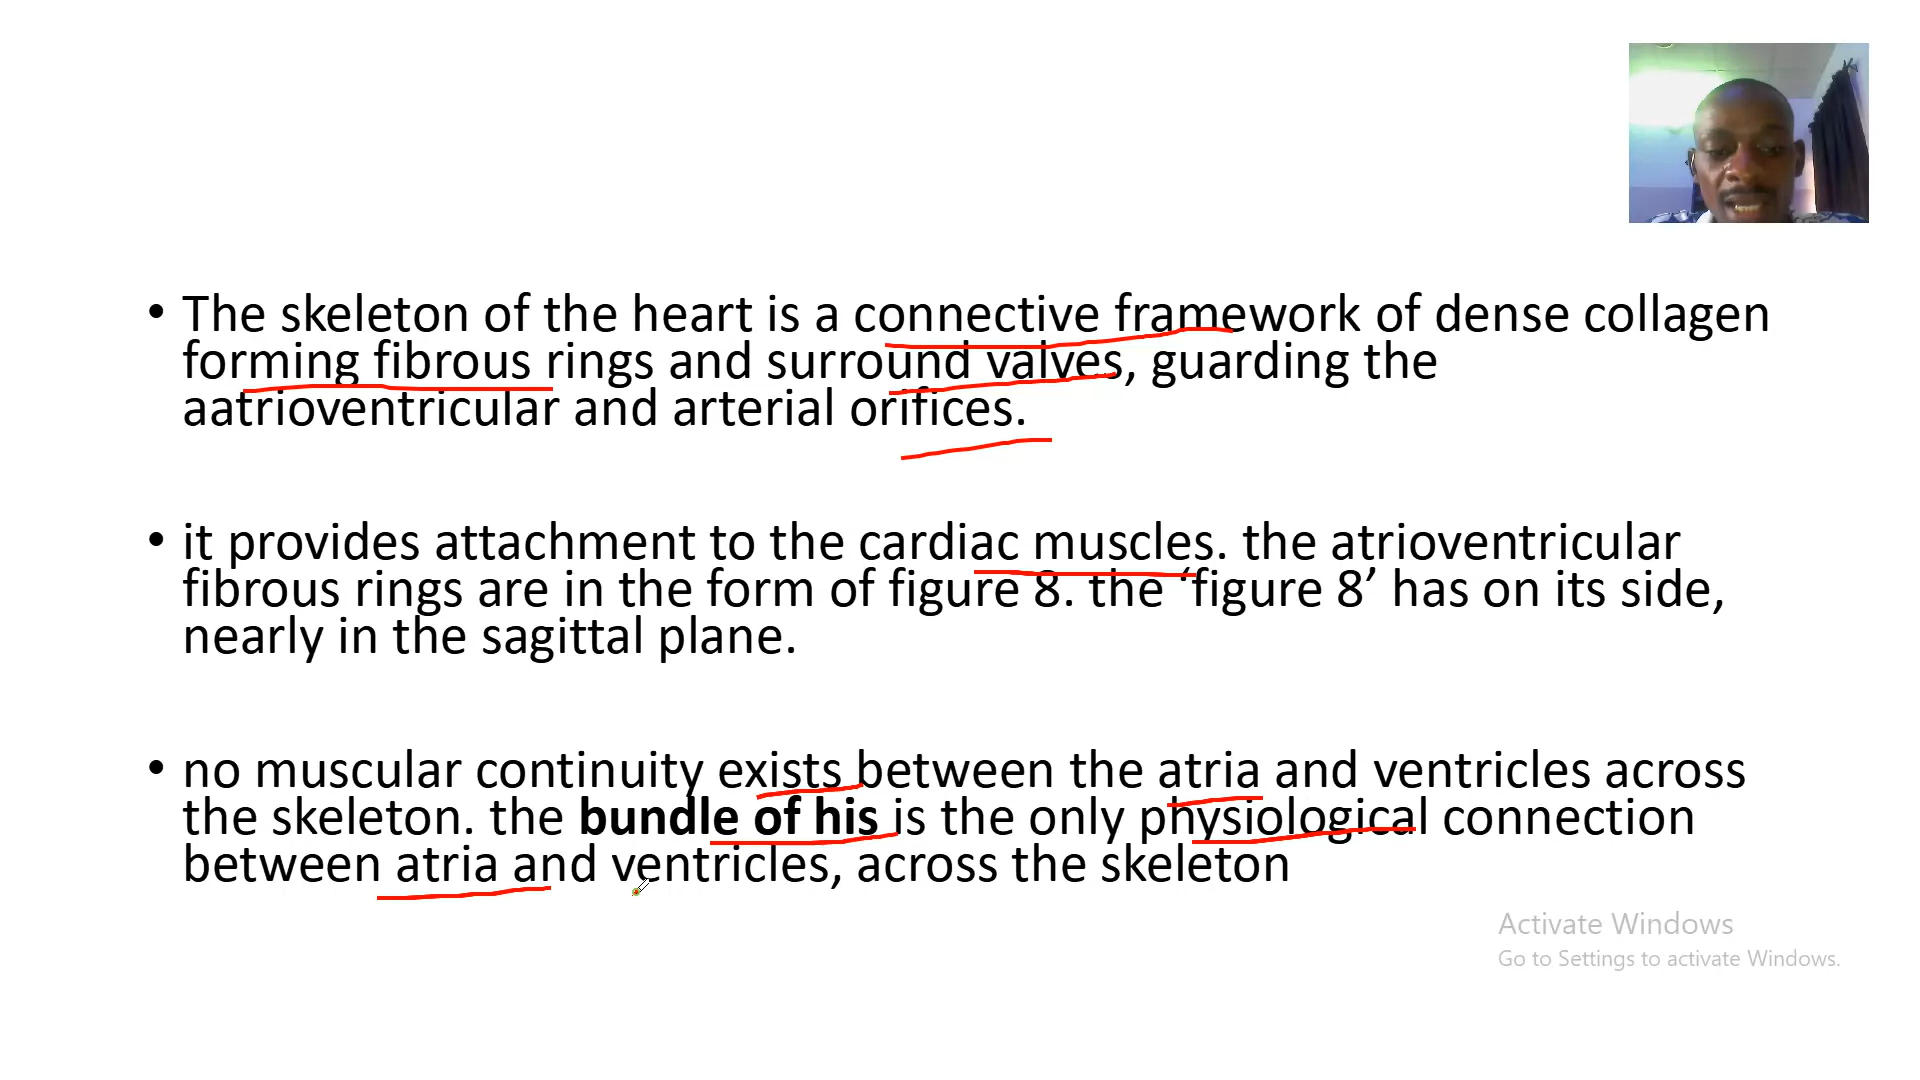 • The skeleton of the heart is a connective framework of dense collagen
forming fibrous rings and surround valves, guarding the
aatrioventricular and arterial orifices.
• it provides attachment to the cardiac muscles. the atrioventricular
fibrous rings are in the form of figure 8. the ‘figure 8’ has on its side,
nearly in the sagittal plane.
• no muscular continuity exists between the atria and ventricles across
the skeleton. the bundle of his is the only physiological connection
between atria and ventricles, across the skeleton
Activate Windows
Go to Settings to activate Windows.